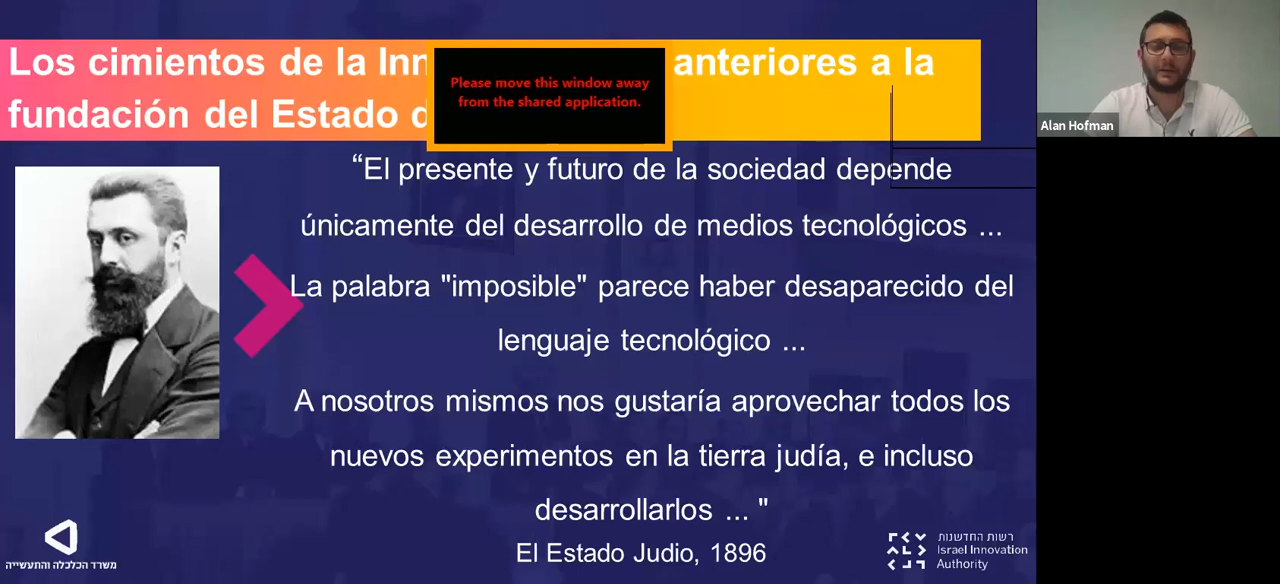 Los cimientos de la Inn anteriores a la
fundación del Estado d
Please move this window away
from the shared application.
Alan Hofman
“El presente y futuro de la sociedad depende
únicamente del desarrollo de medios tecnológicos ...
La palabra "imposible" parece haber desaparecido del
lenguaje tecnológico ...
A nosotros mismos nos gustaría aprovechar todos los
nuevos experimentos en la tierra judía, e incluso
desarrollarlos ... "
El Estado Judio, 1896
משרד הכלכלה והתעשייה
רשות החדשנות
Israel Innovation
Authority